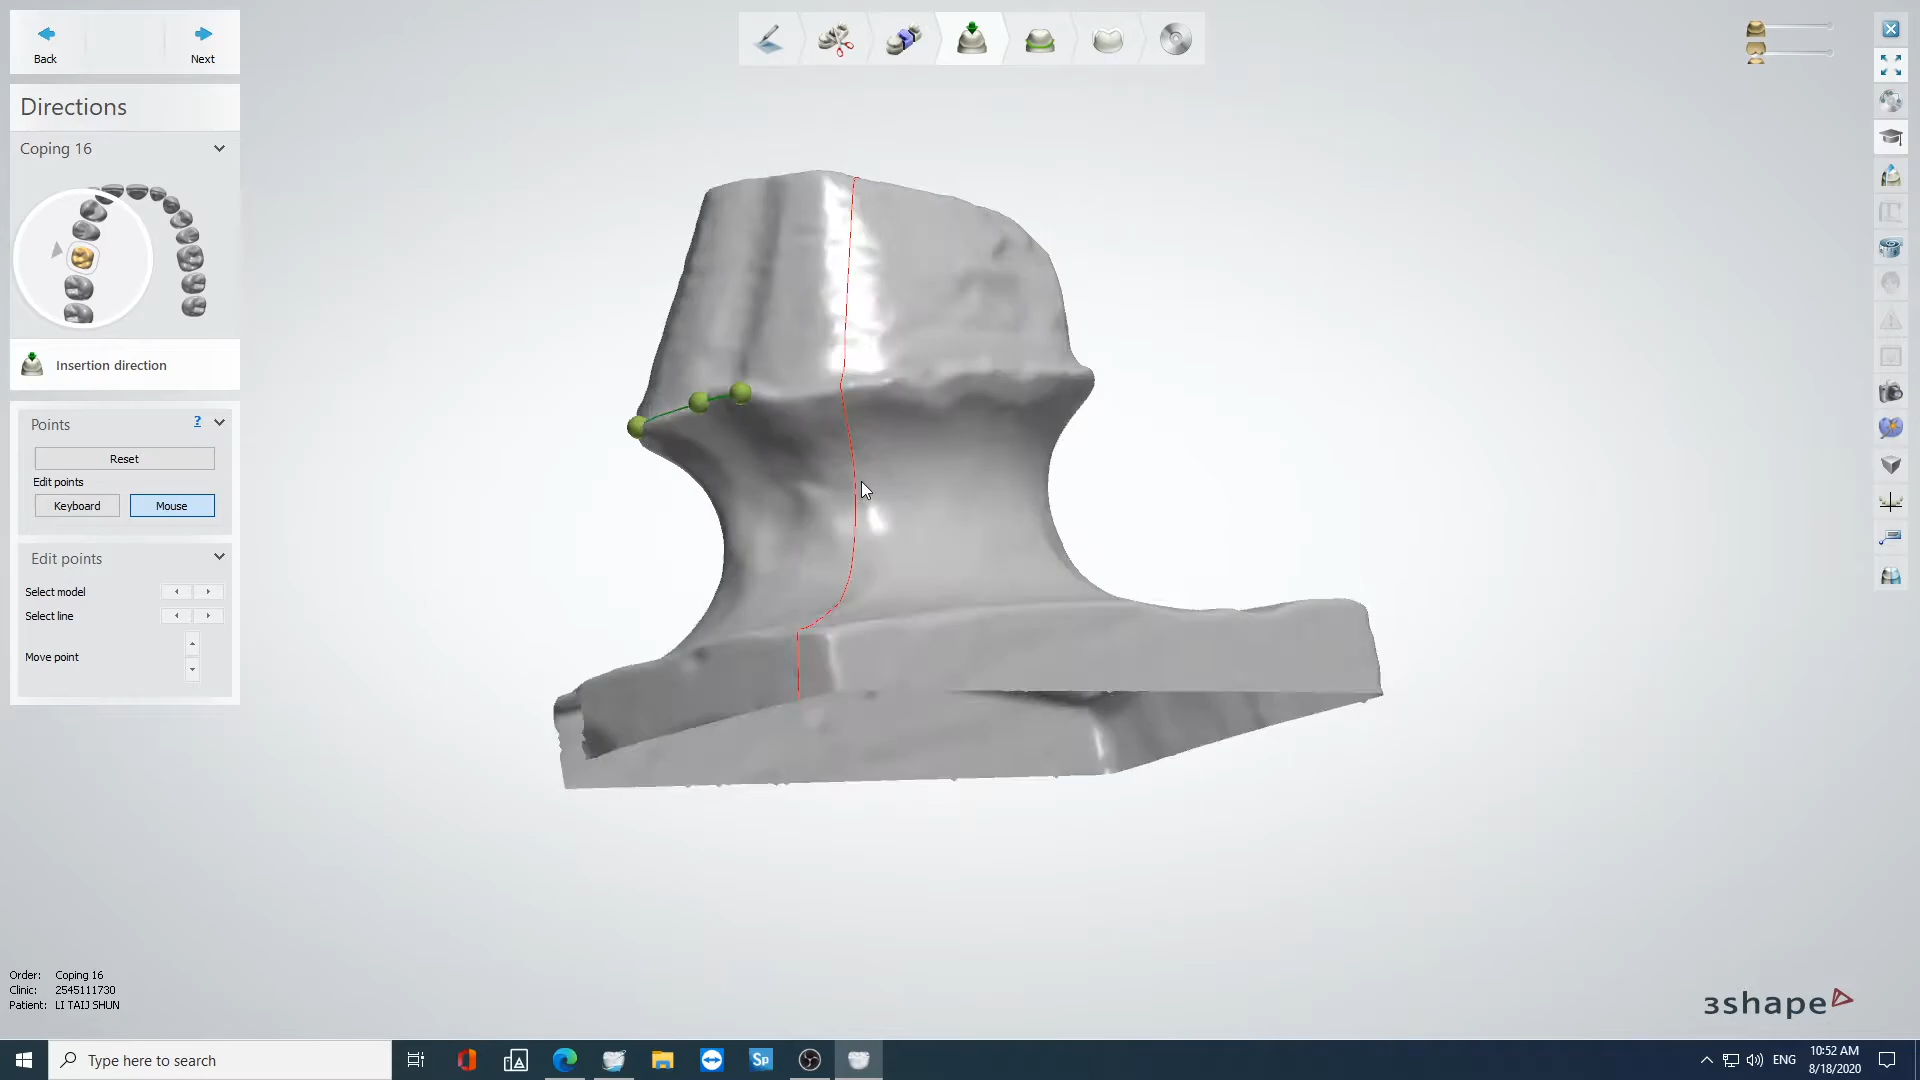 Back
Next
Directions
Coping 16
Insertion direction
Points
?
Reset
Edit points
Keyboard
Mouse
Edit points
Select model
Select line
Move point
Order: Coping 16
Clinic: 2545111730
Patient: LI TAIJ SHUN
3shape
Type here to search
Sp
ENG
10:52 AM
8/18/2020